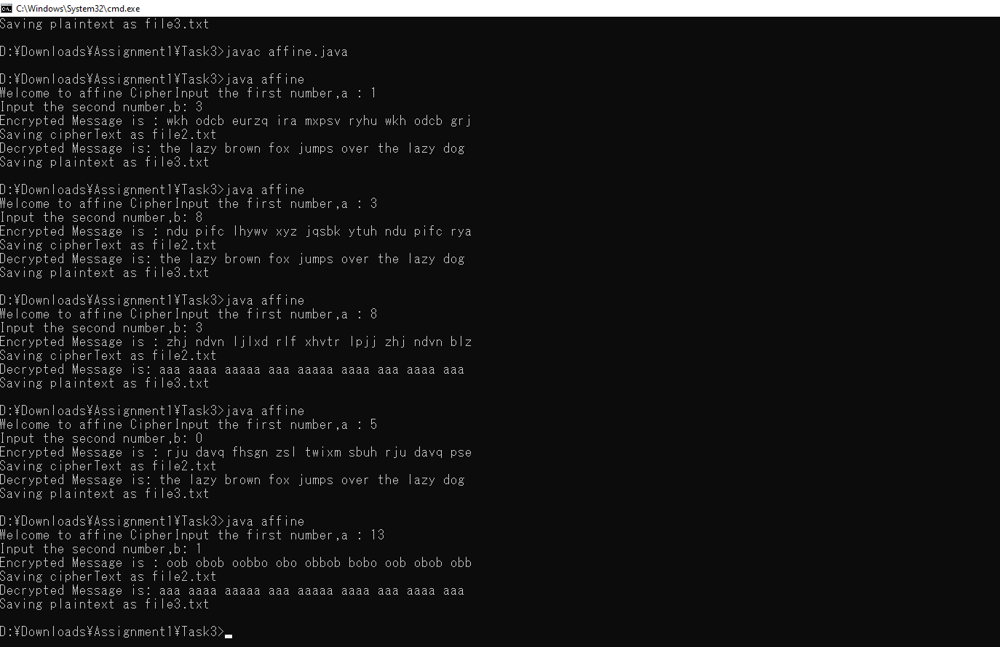 C:\Windows\System32\cmd.exe
Saving plaintext as file3.txt
D:¥Downloads¥Assignment1¥Task3>javac affine.java
D:¥Downloads¥Assignment1¥Task3>java affine
Welcome to affine CipherInput the first number,a : 1
Input the second number,b: 3
Encrypted Message is : wkh odcb eurzq ira mxpsv ryhu wkh odcb grj
Saving cipherText as file2.txt
Decrypted Message is: the lazy brown fox jumps over the lazy dog
Saving plaintext as file3.txt
D:¥Downloads¥Assignment1¥Task3>java affine
Welcome to affine CipherInput the first number,a : 3
Input the second number,b: 8
Encrypted Message is : ndu pifc lhywv xyz jqsbk ytuh ndu pifc rya
Saving cipherText as file2.txt
Decrypted Message is: the lazy brown fox jumps over the lazy dog
Saving plaintext as file3.txt
D:¥Downloads¥Assignment1¥Task3>java affine
Welcome to affine CipherInput the first number,a : 8
Input the second number,b: 3
Encrypted Message is : zhj ndvn ljlxd rlf xhvtr lpjj zhj ndvn blz
Saving cipherText as file2.txt
Decrypted Message is: aaa aaaa aaaaa aaa aaaaa aaaa aaa aaaa aaa
Saving plaintext as file3.txt
D:¥Downloads¥Assignment1¥Task3>java affine
Welcome to affine CipherInput the first number,a : 5
Input the second number,b: 0
Encrypted Message is : rju davq fhsgn zsl twixm sbuh rju davq pse
Saving cipherText as file2.txt
Decrypted Message is: the lazy brown fox jumps over the lazy dog
Saving plaintext as file3.txt
D:¥Downloads¥Assignment1¥Task3>java affine
Welcome to affine CipherInput the first number,a : 13
Input the second number,b: 1
Encrypted Message is : oob obob oobbo obo obbob bobo oob obob obb
Saving cipherText as file2.txt
Decrypted Message is: aaa aaaa aaaaa aaa aaaaa aaaa aaa aaaa aaa
Saving plaintext as file3.txt
D:¥Downloads¥Assignment1¥Task3>